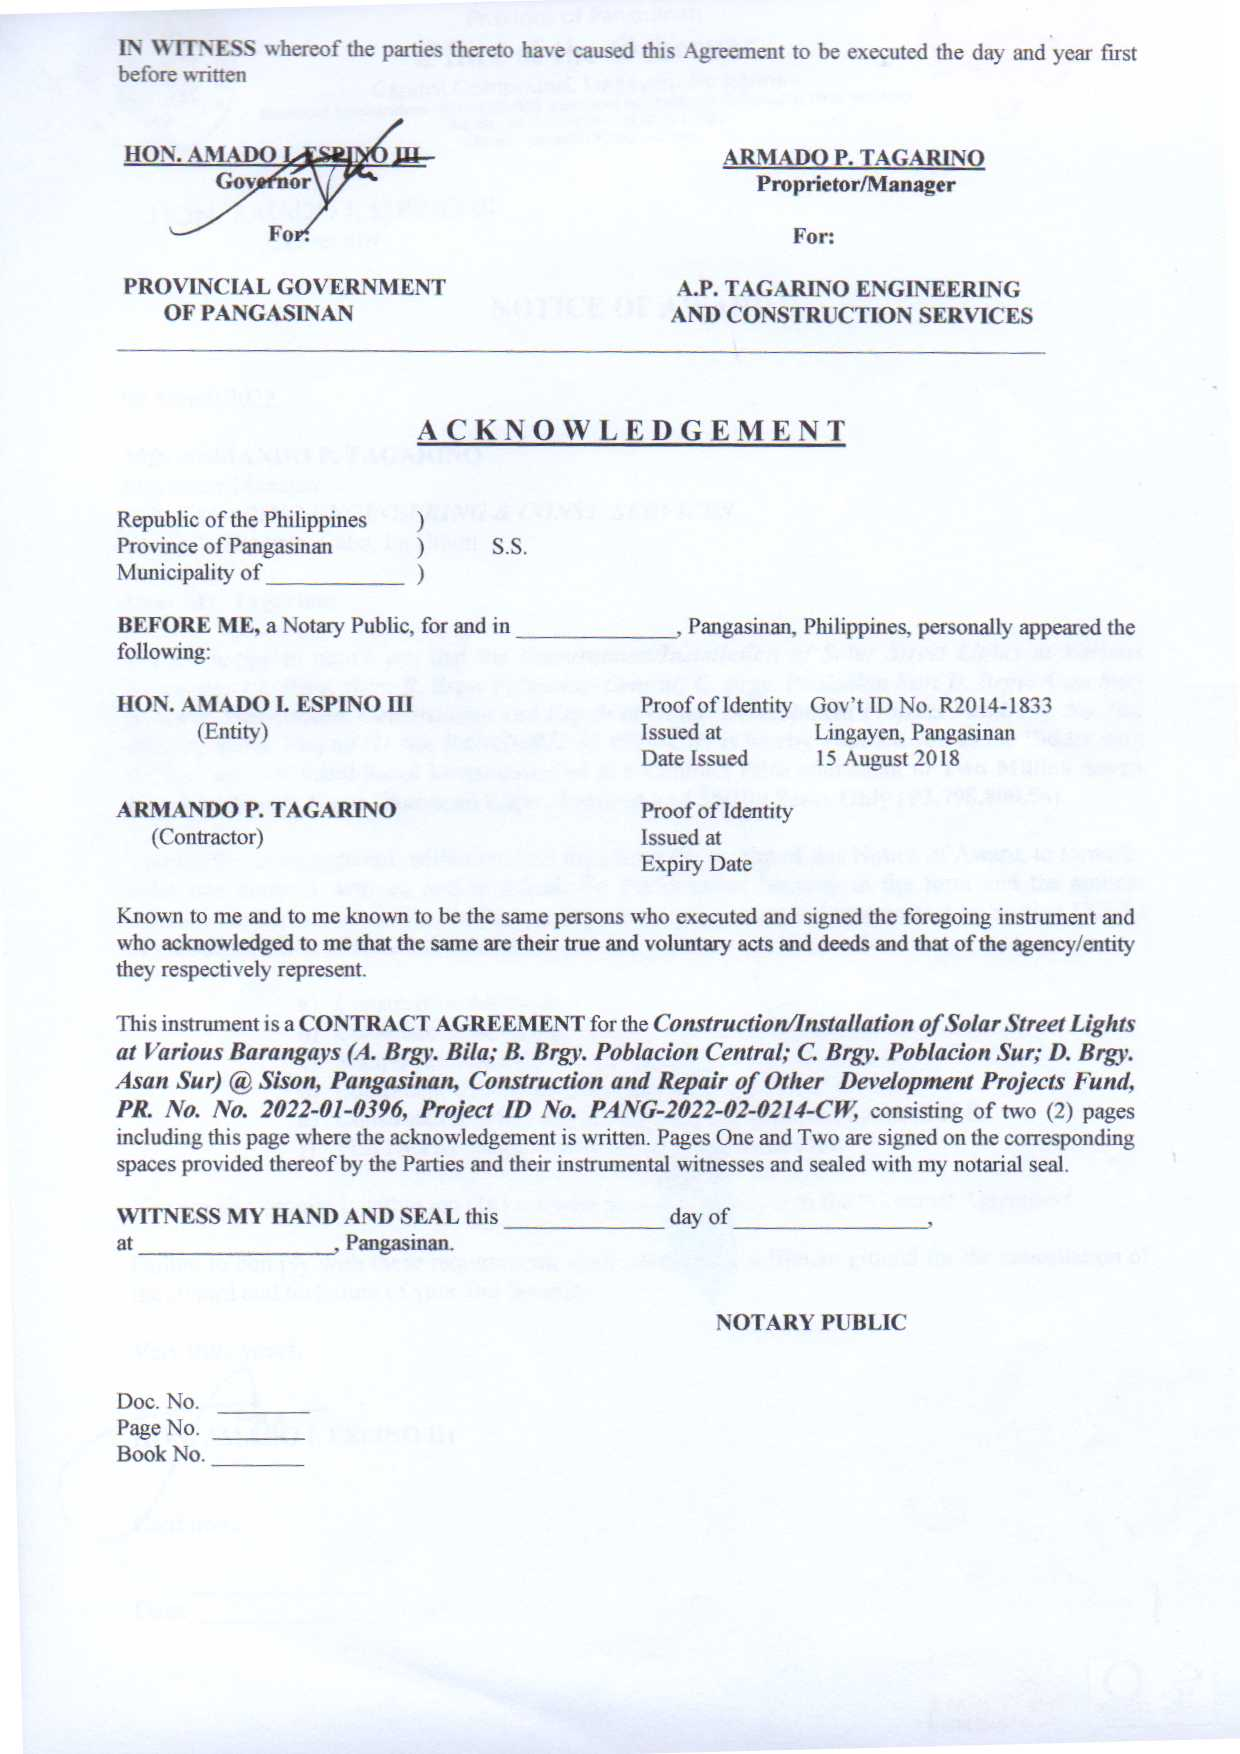 IN WITNESS whereof the parties thereto have caused this Agreement to be executed the day and year first
before written
HON. AMADO I. ESPINO III
Governor
For:
PROVINCIAL GOVERNMENT
OF PANGASINAN
ARMADO P. TAGARINO
Proprietor/Manager
For:
A.P. TAGARINO ENGINEERING
AND CONSTRUCTION SERVICES
ACKNOWLEDGEMENT
Republic of the Philippines )
Province of Pangasinan ) S.S.
Municipality of ____________ )
BEFORE ME, a Notary Public, for and in ______________, Pangasinan, Philippines, personally appeared the
following:
HON. AMADO I. ESPINO III Proof of Identity Gov't ID No. R2014-1833
(Entity) Issued at Lingayen, Pangasinan
Date Issued 15 August 2018
ARMANDO P. TAGARINO Proof of Identity
(Contractor) Issued at
Expiry Date
Known to me and to me known to be the same persons who executed and signed the foregoing instrument and
who acknowledged to me that the same are their true and voluntary acts and deeds and that of the agency/entity
they respectively represent.
This instrument is a CONTRACT AGREEMENT for the Construction/Installation of Solar Street Lights
at Various Barangays (A. Brgy. Bila; B. Brgy. Poblacion Central; C. Brgy. Poblacion Sur; D. Brgy.
Asan Sur) @ Sison, Pangasinan, Construction and Repair of Other Development Projects Fund,
PR. No. No. 2022-01-0396, Project ID No. PANG-2022-02-0214-CW, consisting of two (2) pages
including this page where the acknowledgement is written. Pages One and Two are signed on the corresponding
spaces provided thereof by the Parties and their instrumental witnesses and sealed with my notarial seal.
WITNESS MY HAND AND SEAL this ______________ day of _________________,
at _________________, Pangasinan.
NOTARY PUBLIC
Doc. No. ________
Page No. ________
Book No. ________